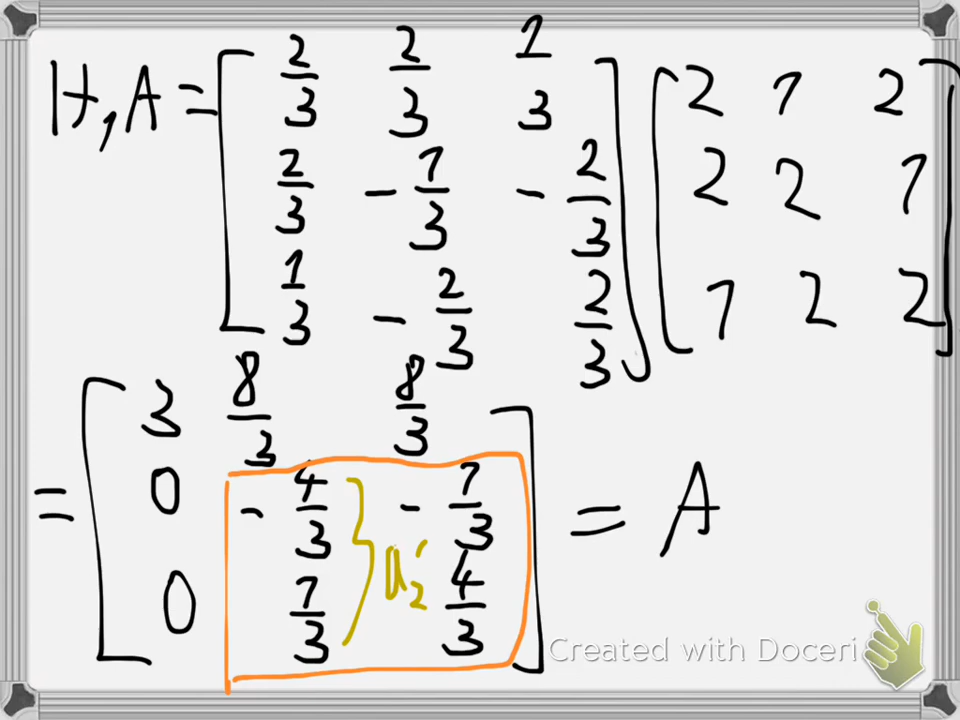 H₁A = [ 2/3 2/3 1/3 ] [ 2 1 2 ]
2/3 -1/3 -2/3 2 2 1
1/3 -2/3 2/3 1 2 2
= [ 3 8/3 8/3 ]
0 -4/3 -1/3 } a₂' = A
0 1/3 4/3
Created with Doceri